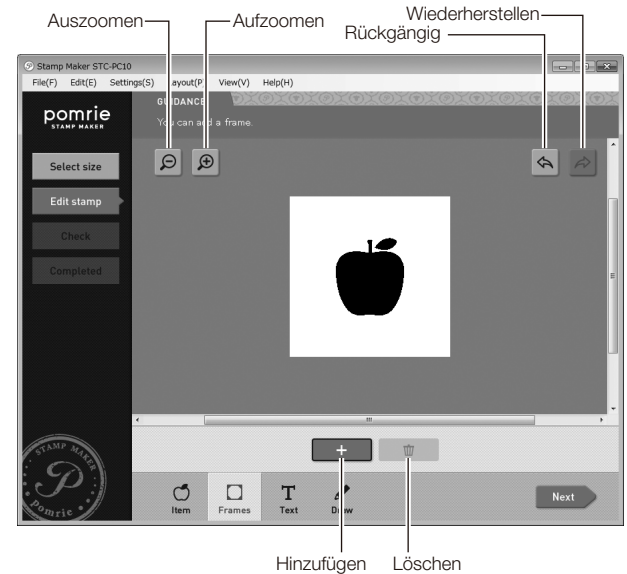 Auszoomen
Aufzoomen
Wiederherstellen
Rückgängig
Stamp Maker STC-PC10
File(F) Edit(E) Settings(S) Layout(P) View(V) Help(H)
GUIDANCE
You can add a frame.
pomrie
STAMP MAKER
Select size
Edit stamp
Check
Completed
STAMP MAKER
P
pomrie
+
Item
Frames
T
Text
Draw
Next
Hinzufügen
Löschen